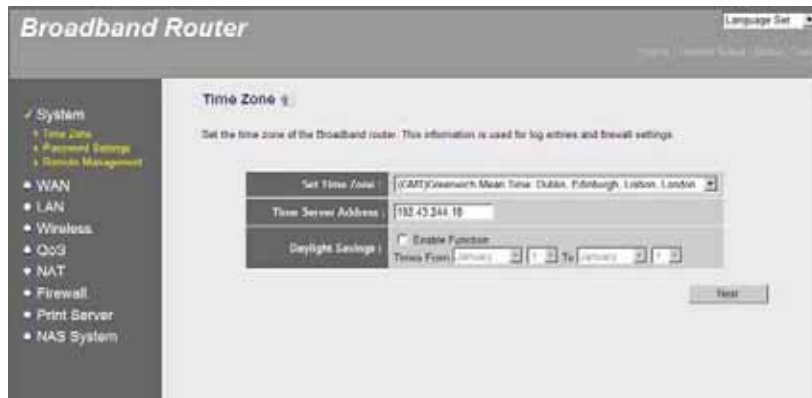 Broadband Router
Language Set
System
Time Zone
Password Settings
Remote Management
WAN
LAN
Wireless
QoS
NAT
Firewall
Print Server
NAS System
Time Zone
Set the time zone of the Broadband router. This information is used for log entries and firewall settings.
Set Time Zone :
(GMT)Greenwich Mean Time: Dublin, Edinburgh, Lisbon, London
Time Server Address :
192.43.244.18
Daylight Savings :
Enable Function
Times From January 1 To January 1
Next